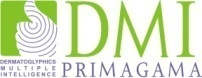 DERMATOGLYPHICS
MULTIPLE
INTELLIGENCE
DMI
PRIMAGAMA